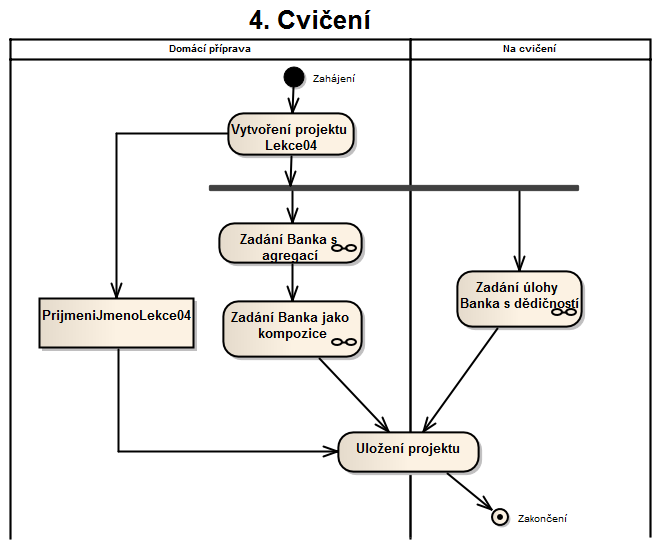 4. Cvičení
Domácí příprava
Na cvičení
Zahájení
Vytvoření projektu
Lekce04
Zadání Banka s
agregací
Zadání úlohy
Banka s dědičností
PrijmeniJmenoLekce04
Zadání Banka jako
kompozice
Uložení projektu
Zakončení